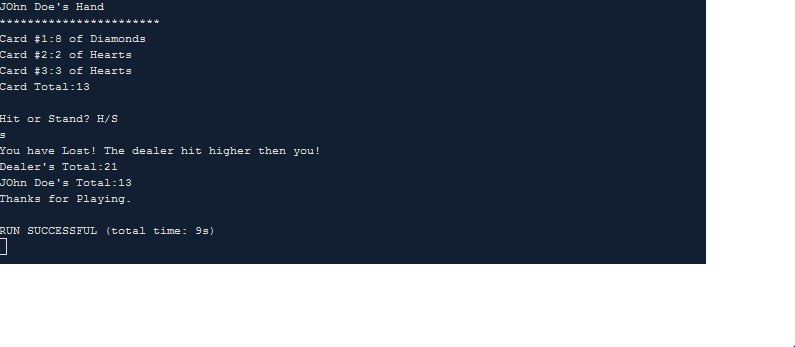 JOhn Doe's Hand
***********************
Card #1:8 of Diamonds
Card #2:2 of Hearts
Card #3:3 of Hearts
Card Total:13
Hit or Stand? H/S
s
You have Lost! The dealer hit higher then you!
Dealer's Total:21
JOhn Doe's Total:13
Thanks for Playing.
RUN SUCCESSFUL (total time: 9s)